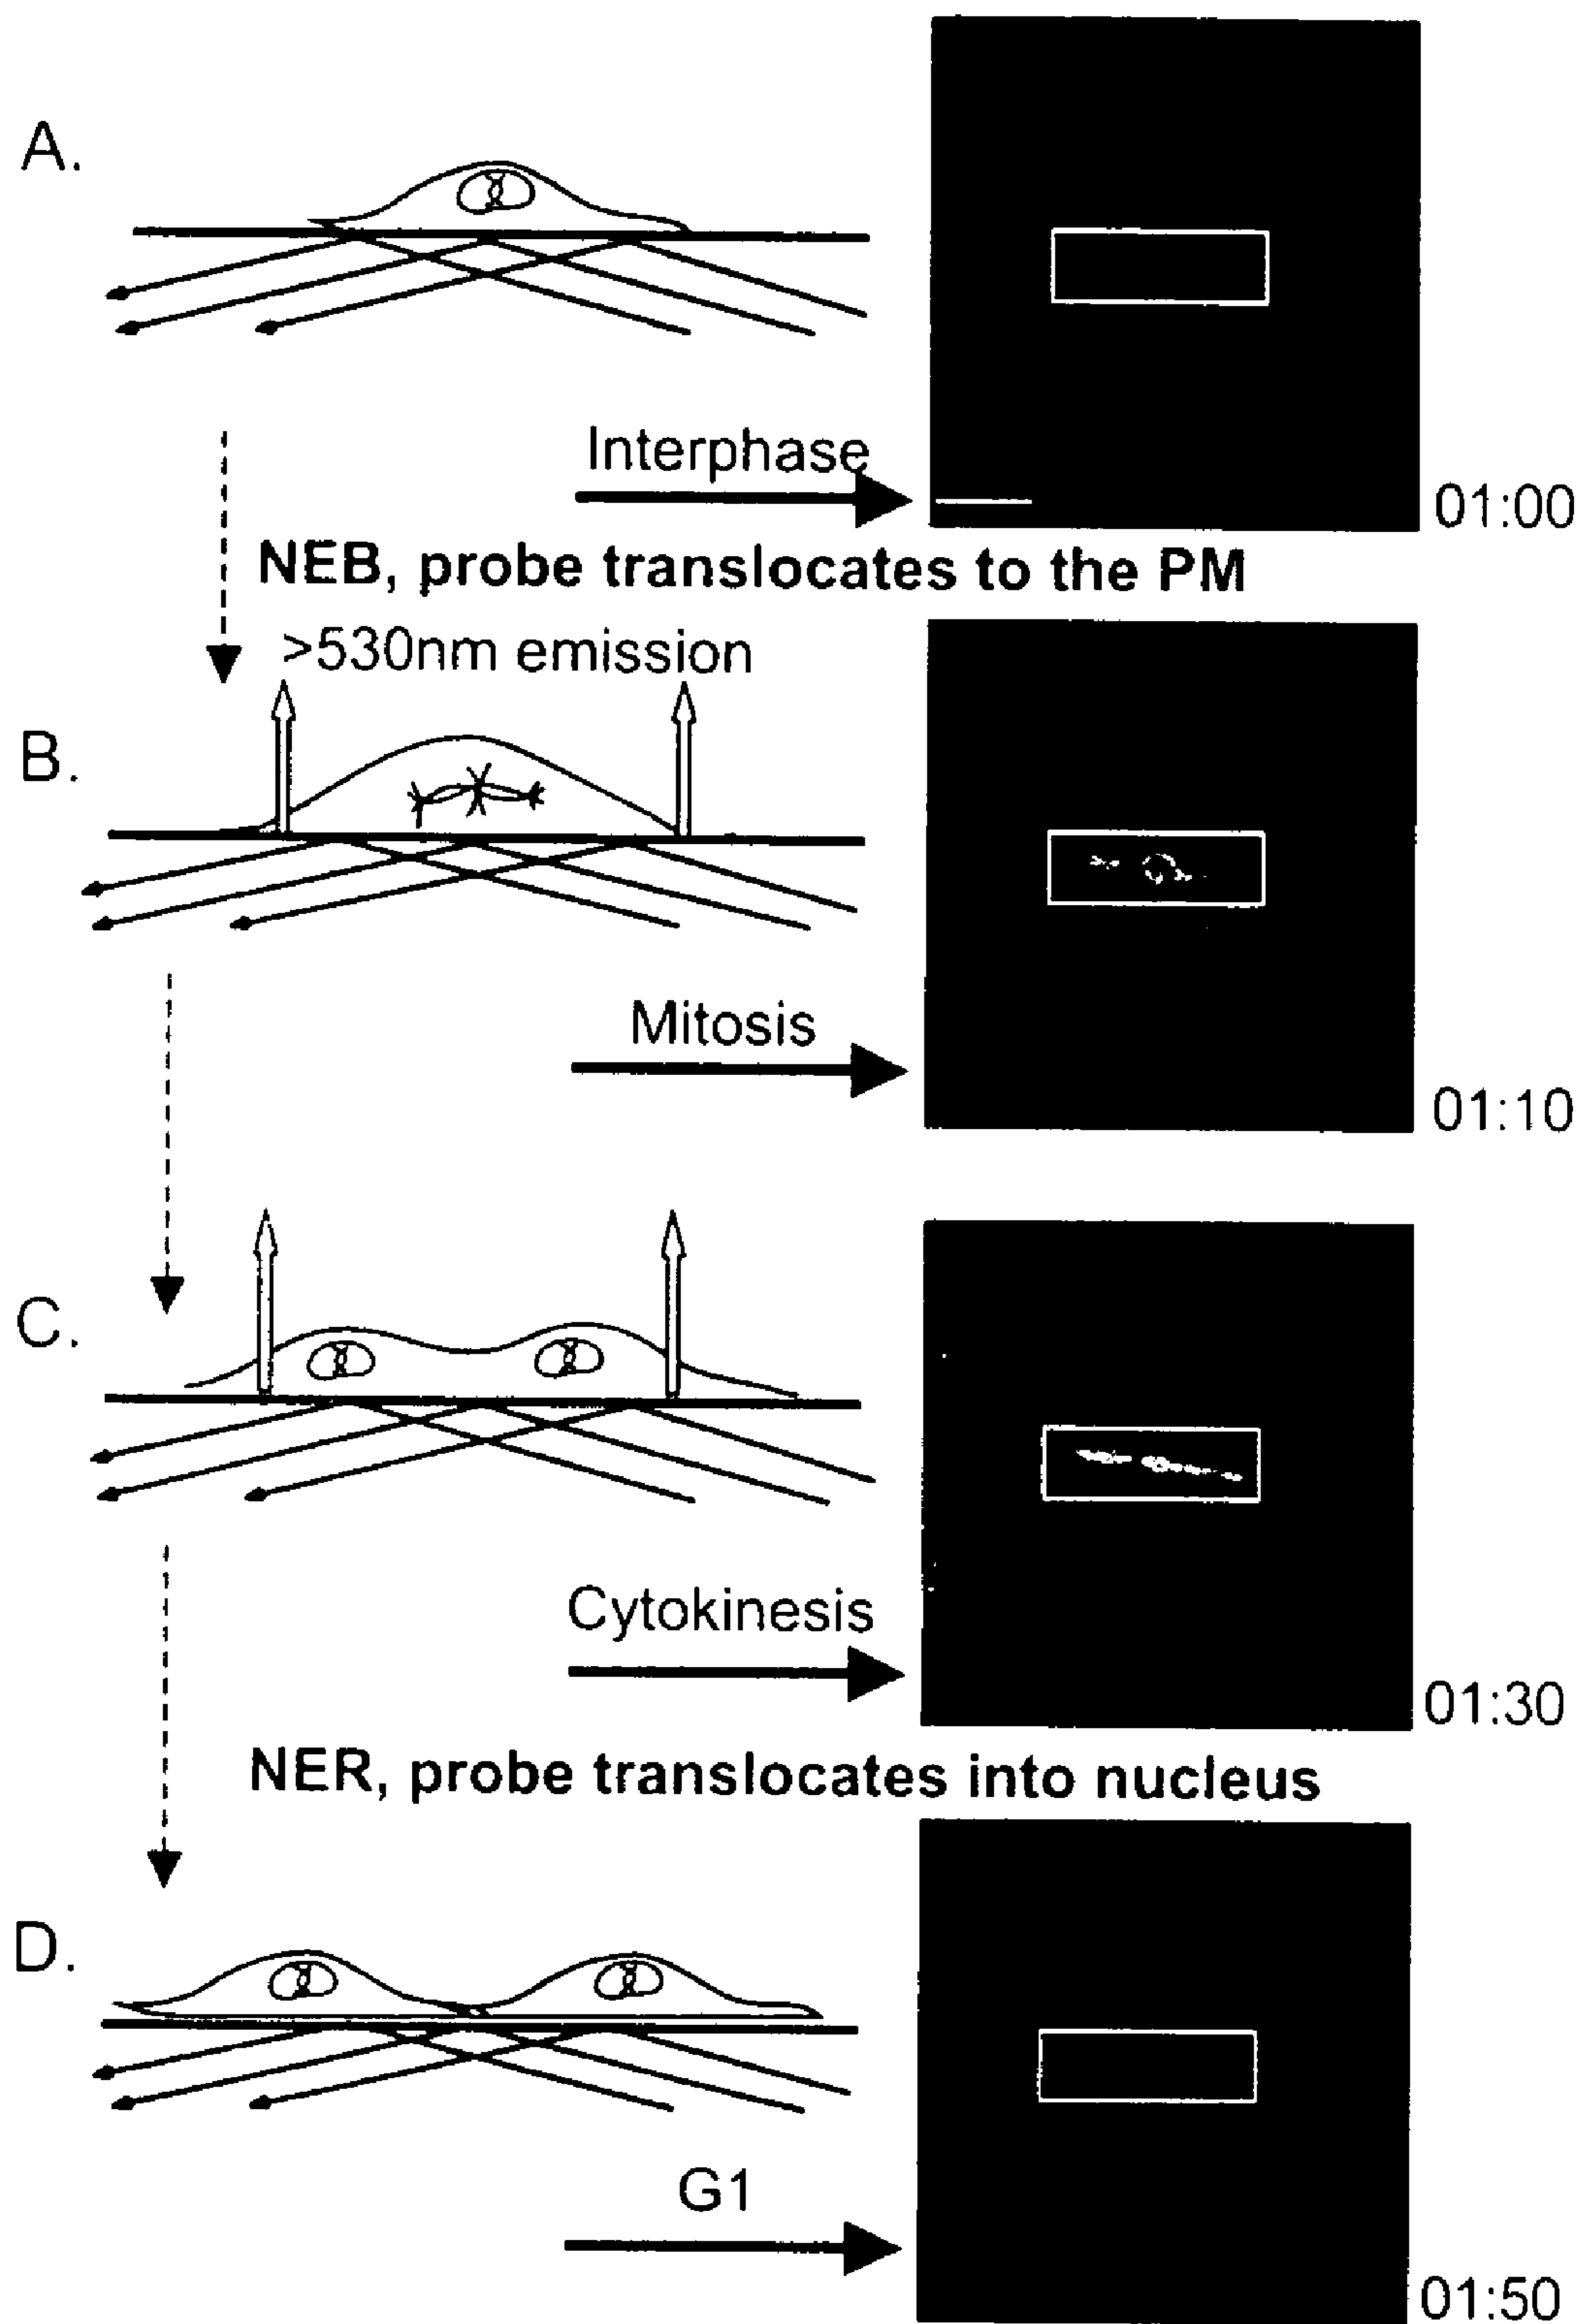 A.
Interphase
01:00
NEB, probe translocates to the PM
>530nm emission
B.
Mitosis
01:10
C.
Cytokinesis
01:30
NER, probe translocates into nucleus
D.
G1
01:50